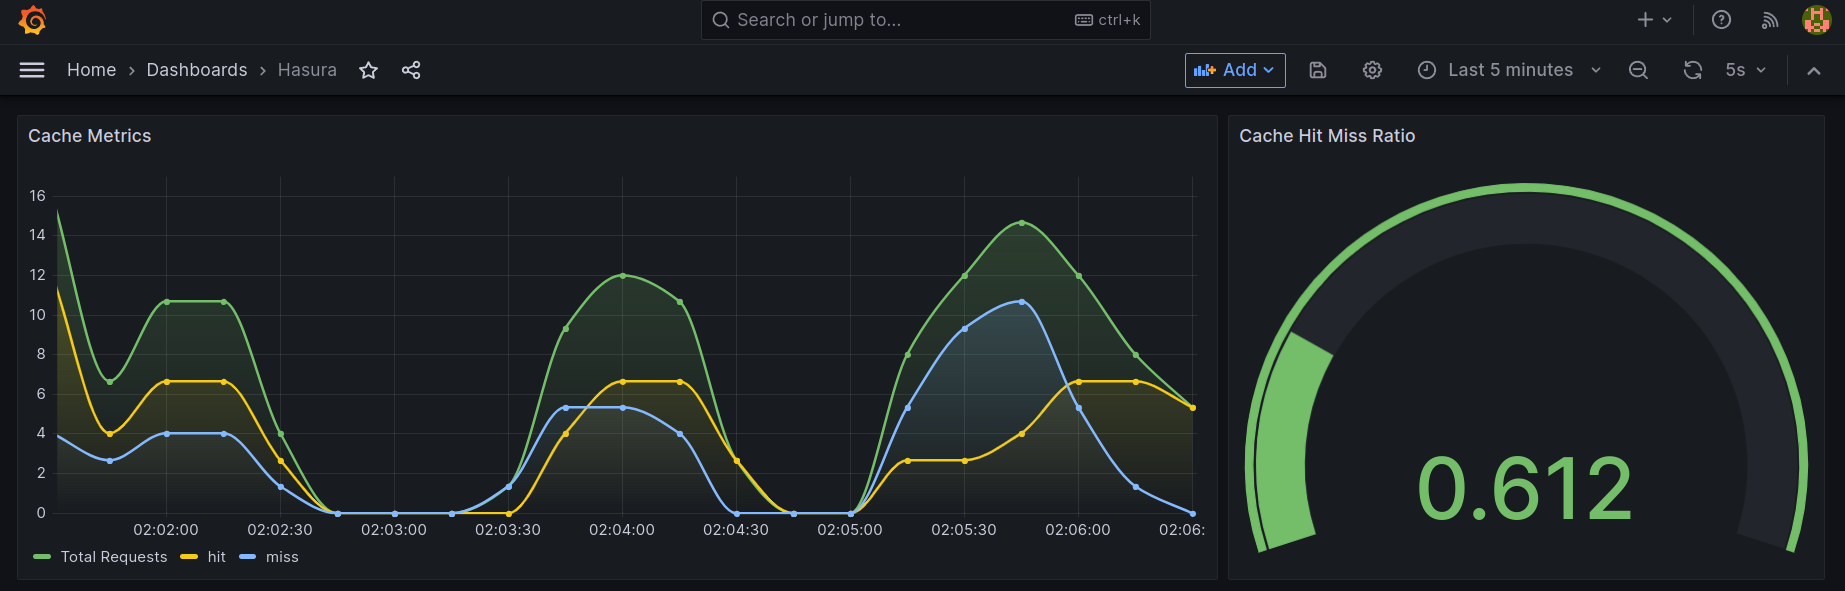 Search or jump to... ctrl+k
Home › Dashboards › Hasura Add Last 5 minutes 5s
Cache Metrics
16
14
12
10
8
6
4
2
0
02:02:00 02:02:30 02:03:00 02:03:30 02:04:00 02:04:30 02:05:00 02:05:30 02:06:00 02:06:
Total Requests hit miss
Cache Hit Miss Ratio
0.612